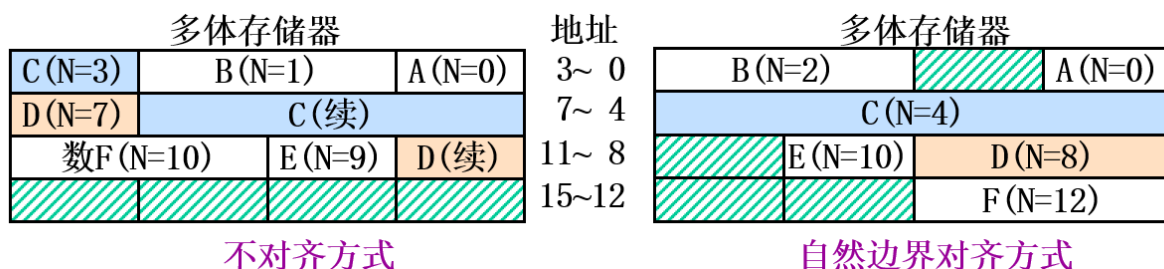 多体存储器 地址 多体存储器
C(N=3) B(N=1) A(N=0) 3~ 0 B(N=2) A(N=0)
D(N=7) C(续) 7~ 4 C(N=4)
数F(N=10) E(N=9) D(续) 11~ 8 E(N=10) D(N=8)
15~12 F(N=12)
不对齐方式 自然边界对齐方式